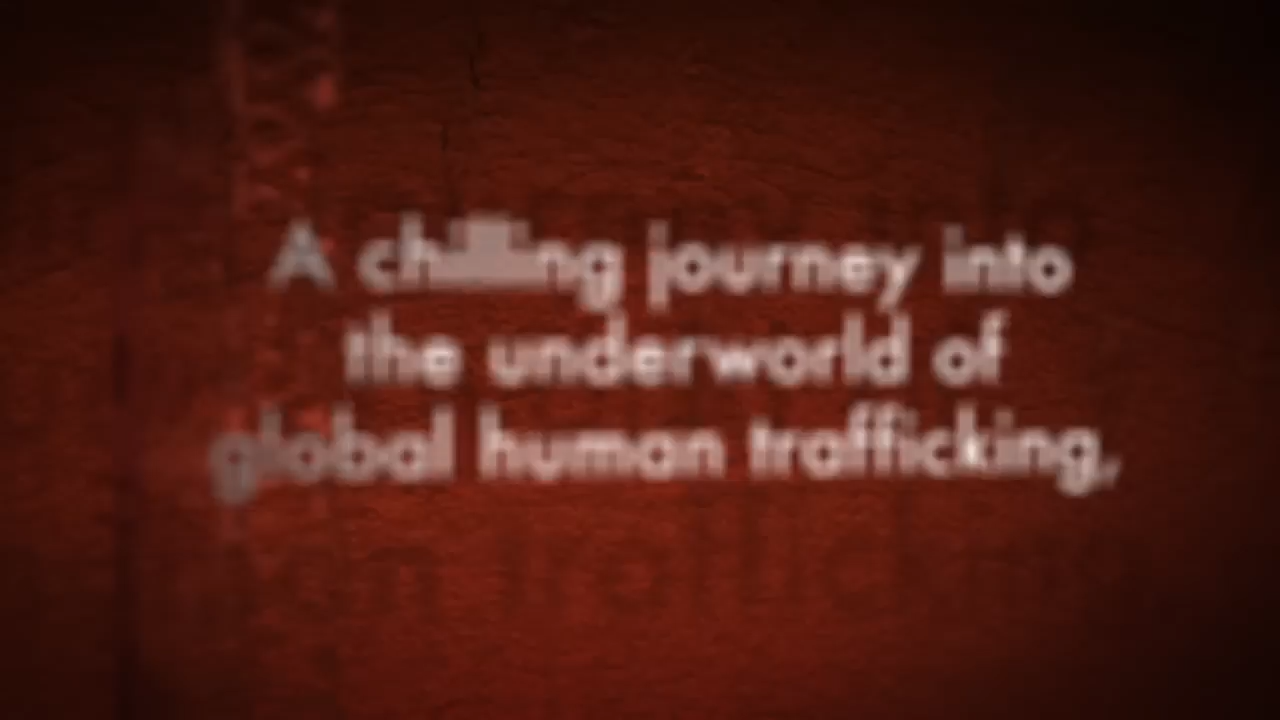 A chilling journey into
the underworld of
global human trafficking,